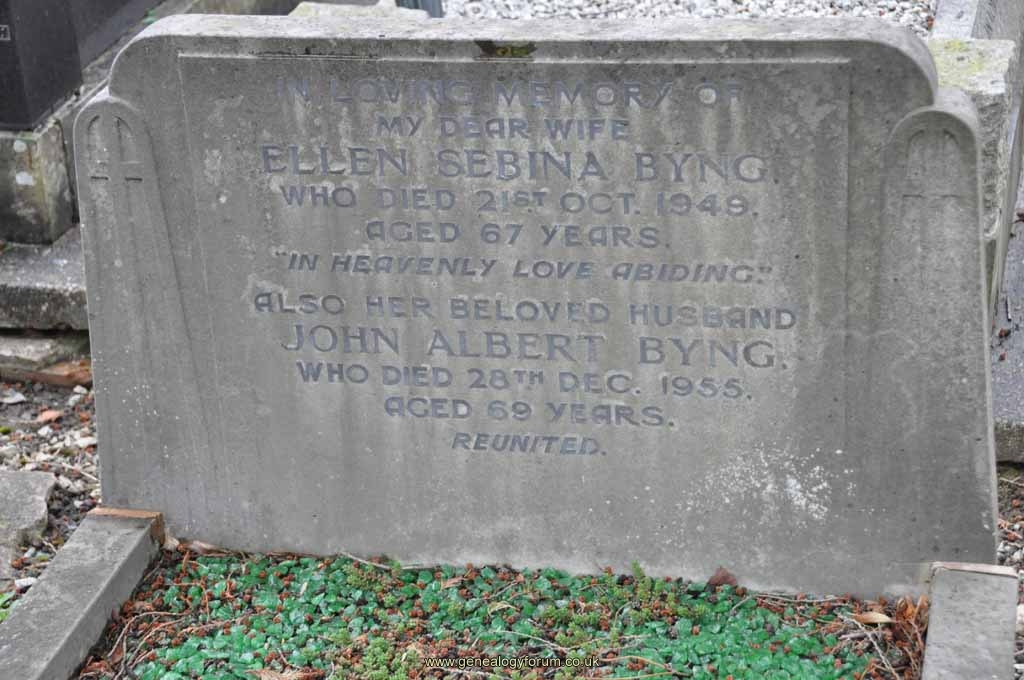 IN LOVING MEMORY OF
MY DEAR WIFE
ELLEN SEBINA BYNG.
WHO DIED 21ST. OCT. 1949.
AGED 67 YEARS.
"IN HEAVENLY LOVE ABIDING."
ALSO HER BELOVED HUSBAND
JOHN ALBERT BYNG.
WHO DIED 28TH DEC. 1955.
AGED 69 YEARS.
REUNITED.
www.genealogyforum.co.uk